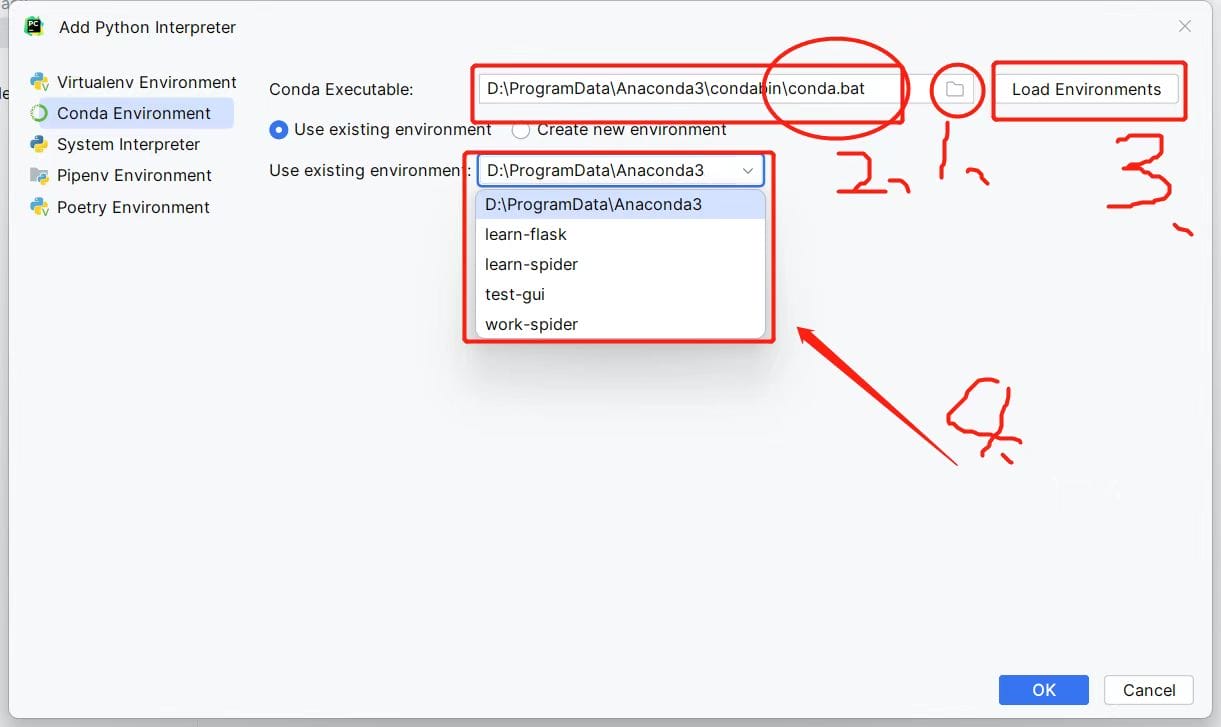 Add Python Interpreter
Virtualenv Environment
Conda Environment
System Interpreter
Pipenv Environment
Poetry Environment
Conda Executable:
D:\ProgramData\Anaconda3\condabin\conda.bat
Load Environments
Use existing environment
Create new environment
Use existing environment:
D:\ProgramData\Anaconda3
D:\ProgramData\Anaconda3
learn-flask
learn-spider
test-gui
work-spider
1、
2、
3、
4、
OK
Cancel